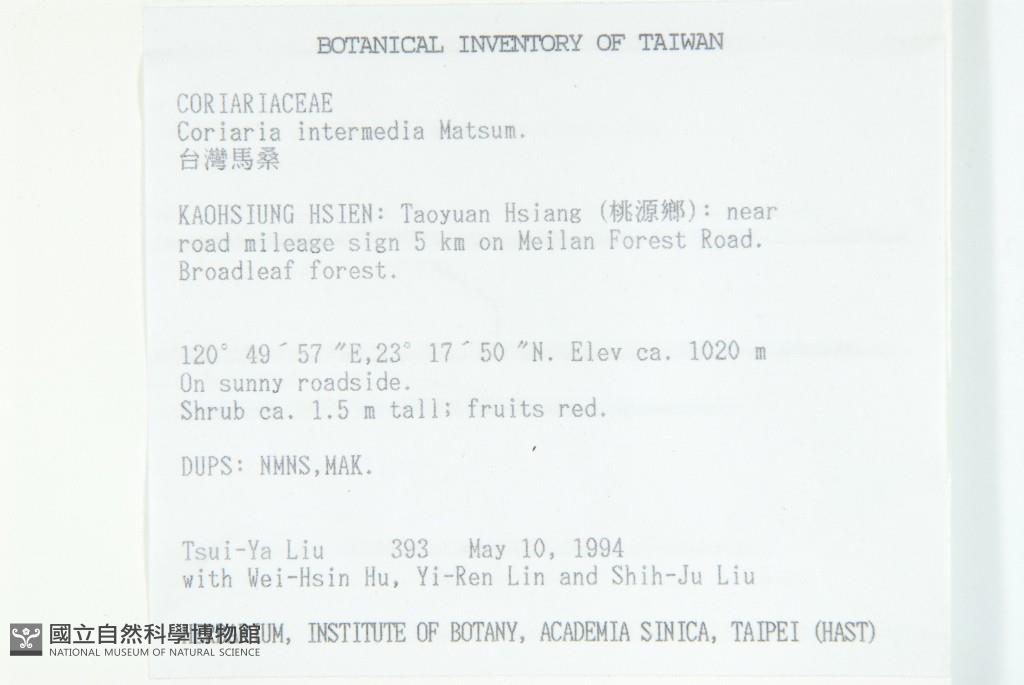 BOTANICAL INVENTORY OF TAIWAN
CORIARIACEAE
Coriaria intermedia Matsum.
台灣馬桑
KAOHSIUNG HSIEN: Taoyuan Hsiang (桃源鄉): near
road mileage sign 5 km on Meilan Forest Road.
Broadleaf forest.
120° 49´57 ″E,23° 17´50 ″N. Elev ca. 1020 m
On sunny roadside.
Shrub ca. 1.5 m tall; fruits red.
DUPS: NMNS,MAK.
Tsui-Ya Liu 393 May 10, 1994
with Wei-Hsin Hu, Yi-Ren Lin and Shih-Ju Liu
INSTITUTE OF BOTANY, ACADEMIA SINICA, TAIPEI (HAST)
國立自然科學博物館
NATIONAL MUSEUM OF NATURAL SCIENCE